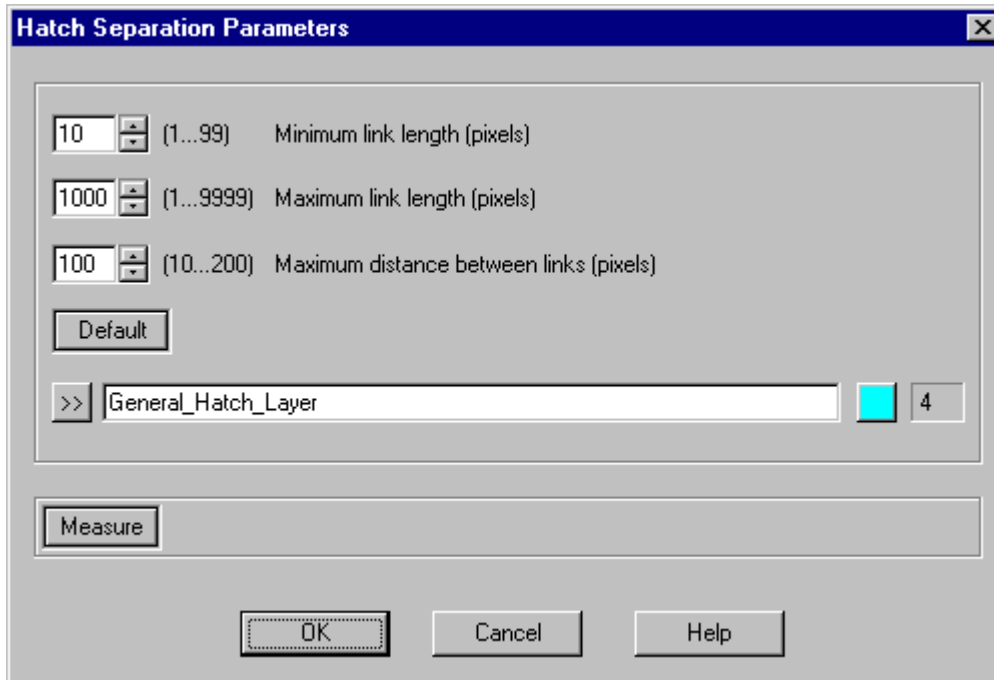 Hatch Separation Parameters
10 (1...99) Minimum link length (pixels)
1000 (1...9999) Maximum link length (pixels)
100 (10...200) Maximum distance between links (pixels)
Default
>> General_Hatch_Layer 4
Measure
OK Cancel Help